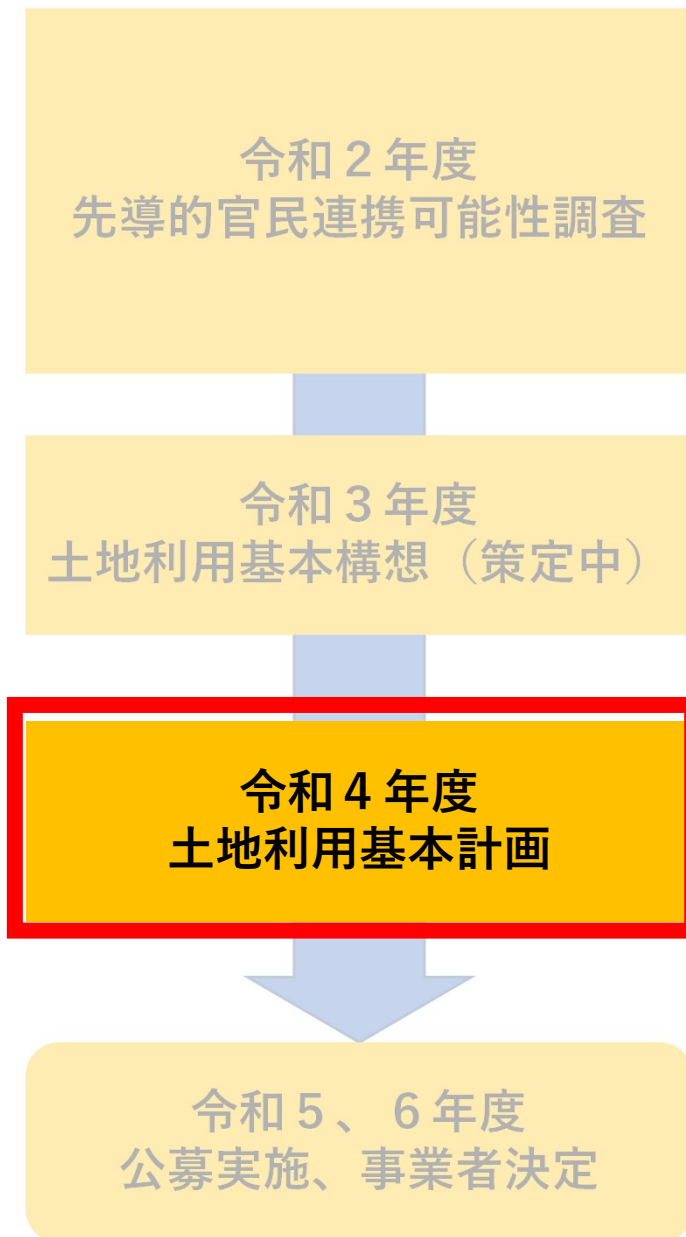 令和２年度
先導的官民連携可能性調査
令和３年度
土地利用基本構想（策定中）
令和４年度
土地利用基本計画
令和５、６年度
公募実施、事業者決定